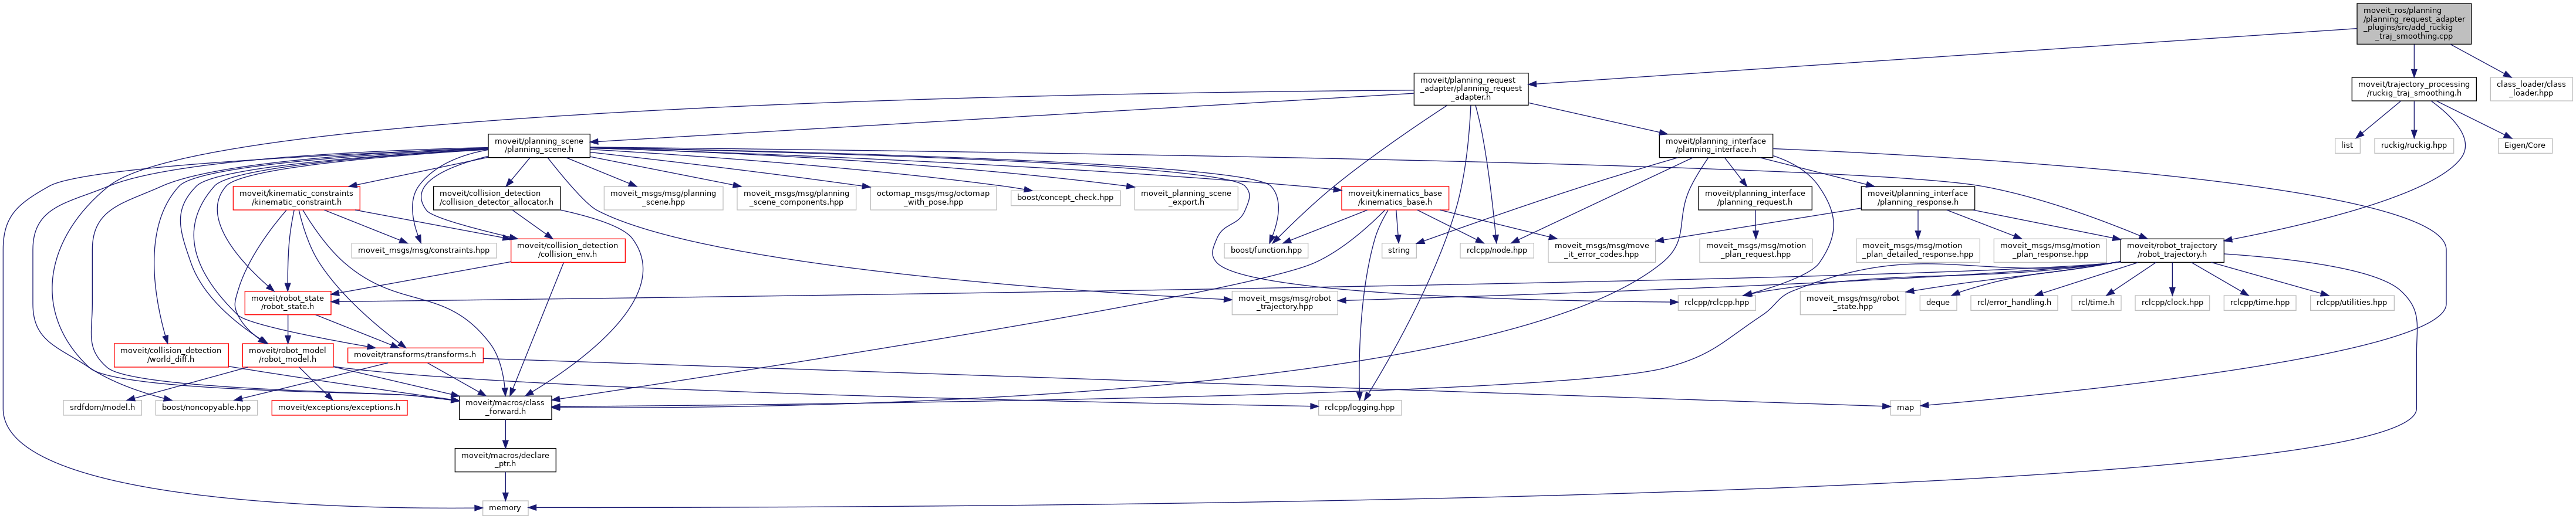 moveit_ros/planning
/planning_request_adapter
_plugins/src/add_ruckig
_traj_smoothing.cpp
moveit/planning_request
_adapter/planning_request
_adapter.h
moveit/trajectory_processing
/ruckig_traj_smoothing.h
class_loader/class
_loader.hpp
moveit/planning_scene
/planning_scene.h
moveit/planning_interface
/planning_interface.h
list
ruckig/ruckig.hpp
Eigen/Core
moveit/kinematic_constraints
/kinematic_constraint.h
moveit/collision_detection
/collision_detector_allocator.h
moveit_msgs/msg/planning
_scene.hpp
moveit_msgs/msg/planning
_scene_components.hpp
octomap_msgs/msg/octomap
_with_pose.hpp
boost/concept_check.hpp
moveit_planning_scene
_export.h
moveit/kinematics_base
/kinematics_base.h
moveit/planning_interface
/planning_request.h
moveit/planning_interface
/planning_response.h
moveit_msgs/msg/constraints.hpp
moveit/collision_detection
/collision_env.h
boost/function.hpp
string
rclcpp/node.hpp
moveit_msgs/msg/move
_it_error_codes.hpp
moveit_msgs/msg/motion
_plan_request.hpp
moveit_msgs/msg/motion
_plan_detailed_response.hpp
moveit_msgs/msg/motion
_plan_response.hpp
moveit/robot_trajectory
/robot_trajectory.h
moveit/robot_state
/robot_state.h
moveit_msgs/msg/robot
_trajectory.hpp
rclcpp/rclcpp.hpp
moveit_msgs/msg/robot
_state.hpp
deque
rcl/error_handling.h
rcl/time.h
rclcpp/clock.hpp
rclcpp/time.hpp
rclcpp/utilities.hpp
moveit/collision_detection
/world_diff.h
moveit/robot_model
/robot_model.h
moveit/transforms/transforms.h
srdfdom/model.h
boost/noncopyable.hpp
moveit/exceptions/exceptions.h
moveit/macros/class
_forward.h
rclcpp/logging.hpp
map
moveit/macros/declare
_ptr.h
memory